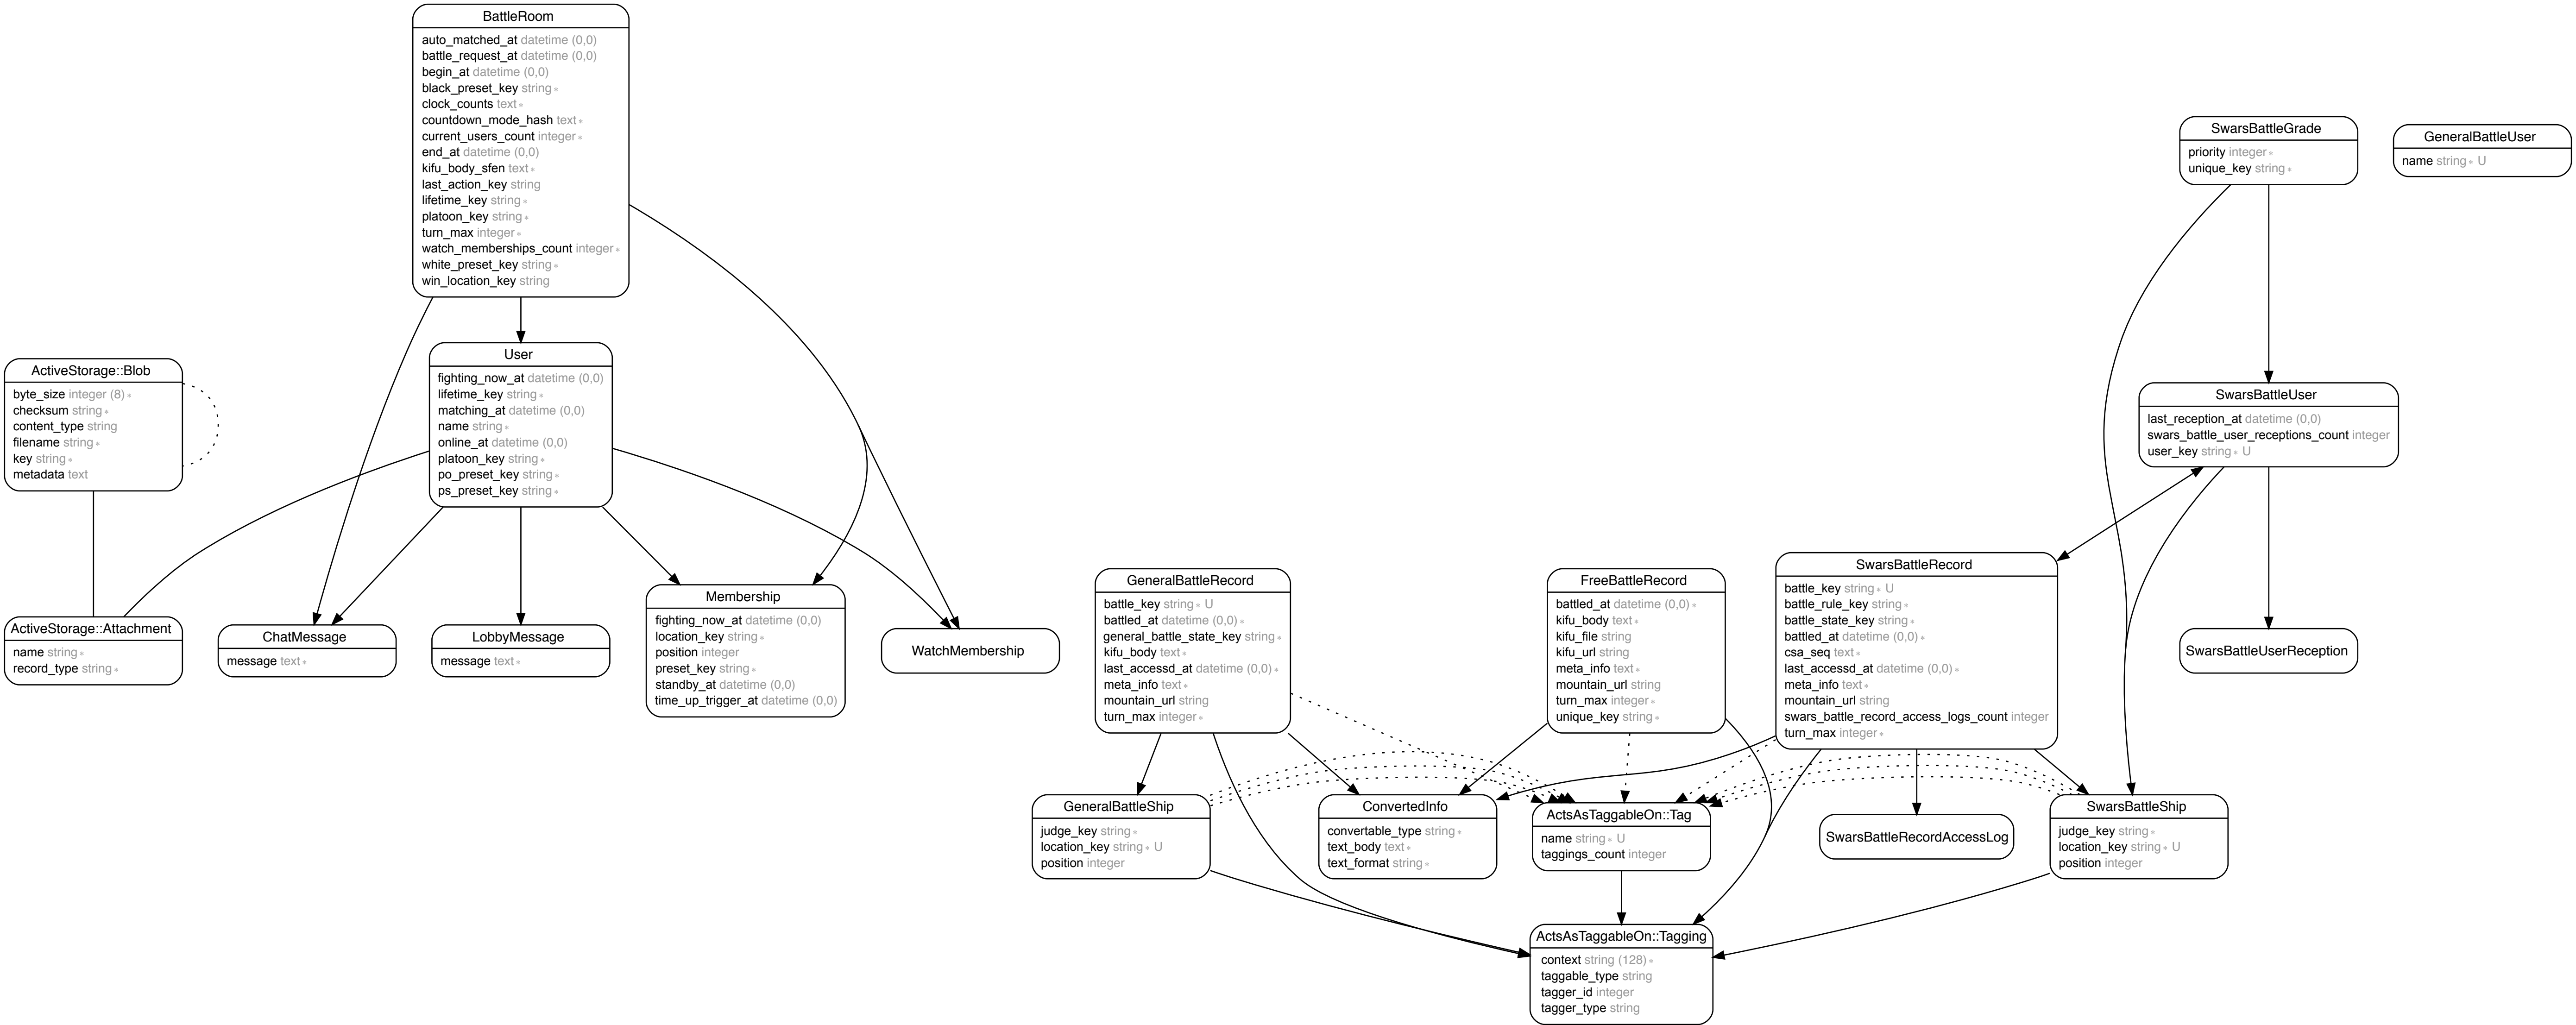 BattleRoom
auto_matched_at datetime (0,0)
battle_request_at datetime (0,0)
begin_at datetime (0,0)
black_preset_key string *
clock_counts text *
countdown_mode_hash text *
current_users_count integer *
end_at datetime (0,0)
kifu_body_sfen text *
last_action_key string
lifetime_key string *
platoon_key string *
turn_max integer *
watch_memberships_count integer *
white_preset_key string *
win_location_key string
SwarsBattleGrade
priority integer *
unique_key string *
GeneralBattleUser
name string * U
User
fighting_now_at datetime (0,0)
lifetime_key string *
matching_at datetime (0,0)
name string *
online_at datetime (0,0)
platoon_key string *
po_preset_key string *
ps_preset_key string *
ActiveStorage::Blob
byte_size integer (8) *
checksum string *
content_type string
filename string *
key string *
metadata text
SwarsBattleUser
last_reception_at datetime (0,0)
swars_battle_user_receptions_count integer
user_key string * U
ActiveStorage::Attachment
name string *
record_type string *
ChatMessage
message text *
LobbyMessage
message text *
Membership
fighting_now_at datetime (0,0)
location_key string *
position integer
preset_key string *
standby_at datetime (0,0)
time_up_trigger_at datetime (0,0)
WatchMembership
GeneralBattleRecord
battle_key string * U
battled_at datetime (0,0) *
general_battle_state_key string *
kifu_body text *
last_accessd_at datetime (0,0) *
meta_info text *
mountain_url string
turn_max integer *
FreeBattleRecord
battled_at datetime (0,0) *
kifu_body text *
kifu_file string
kifu_url string
meta_info text *
mountain_url string
turn_max integer *
unique_key string *
SwarsBattleRecord
battle_key string * U
battle_rule_key string *
battle_state_key string *
battled_at datetime (0,0) *
csa_seq text *
last_accessd_at datetime (0,0) *
meta_info text *
mountain_url string
swars_battle_record_access_logs_count integer
turn_max integer *
SwarsBattleUserReception
GeneralBattleShip
judge_key string *
location_key string * U
position integer
ConvertedInfo
convertable_type string *
text_body text *
text_format string *
ActsAsTaggableOn::Tag
name string * U
taggings_count integer
SwarsBattleRecordAccessLog
SwarsBattleShip
judge_key string *
location_key string * U
position integer
ActsAsTaggableOn::Tagging
context string (128) *
taggable_type string
tagger_id integer
tagger_type string